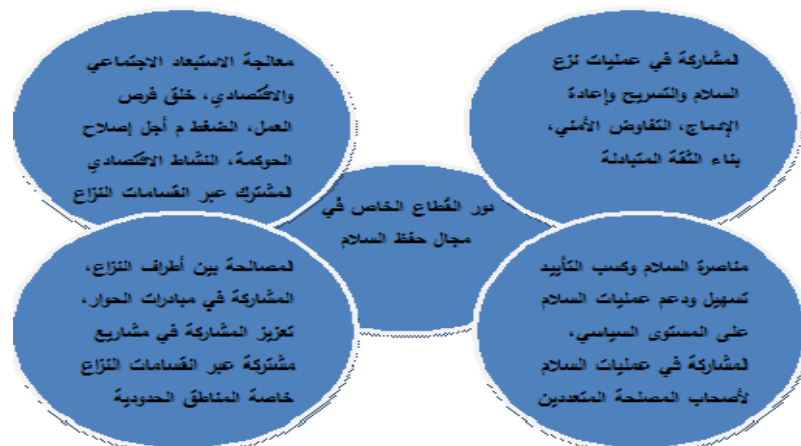 المشاركة في عمليات نزع
السلام والتسريح وإعادة
الإدماج، التفاوض الأمني،
بناء الثقة المتبادلة
معالجة الاستبعاد الاجتماعي
والاقتصادي، خلق فرص
العمل، الضغط م أجل إصلاح
الحوكمة، النشاط الاقتصادي
المشترك عبر انقسامات النزاع
دور القطاع الخاص في
مجال حفظ السلام
مناصرة السلام وكسب التأييد
تسهيل ودعم عمليات السلام
على المستوى السياسي،
المشاركة في عمليات السلام
لأصحاب المصلحة المتعددين
المصالحة بين أطراف النزاع،
المشاركة في مبادرات الحوار،
تعزيز المشاركة في مشاريع
مشتركة عبر انقسامات النزاع
خاصة المناطق الحدودية